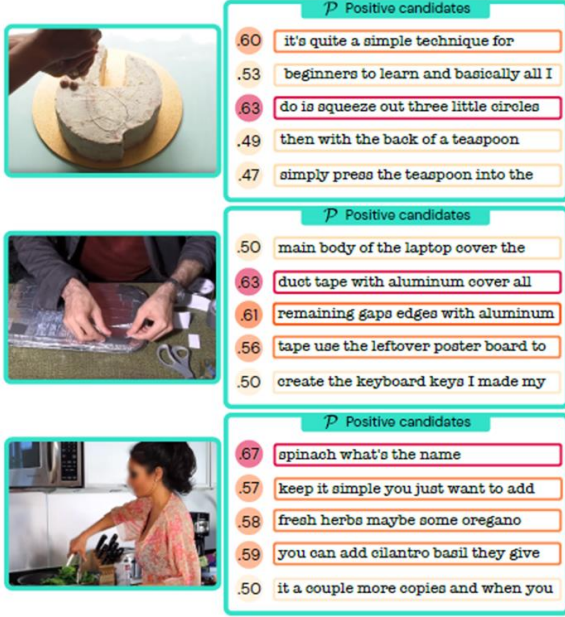 P Positive candidates
.60 it's quite a simple technique for
.53 beginners to learn and basically all I
.63 do is squeeze out three little circles
.49 then with the back of a teaspoon
.47 simply press the teaspoon into the
P Positive candidates
.50 main body of the laptop cover the
.63 duct tape with aluminum cover all
.61 remaining gaps edges with aluminum
.56 tape use the leftover poster board to
.50 create the keyboard keys I made my
P Positive candidates
.67 spinach what's the name
.57 keep it simple you just want to add
.58 fresh herbs maybe some oregano
.59 you can add cilantro basil they give
.50 it a couple more copies and when you